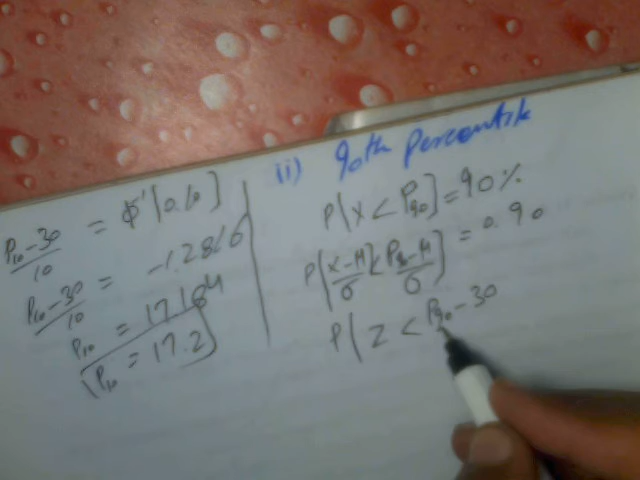 P₁₀-30/10 = Φ⁻¹[0.10]
P₁₀-30/10 = -1.2816
P₁₀ = 17.184
P₁₀ = 17.2
(ii) 90th percentile
P[X < P₉₀] = 90%
P[X-μ/σ < P₉₀-μ/σ] = 0.90
P[Z < P₉₀-30